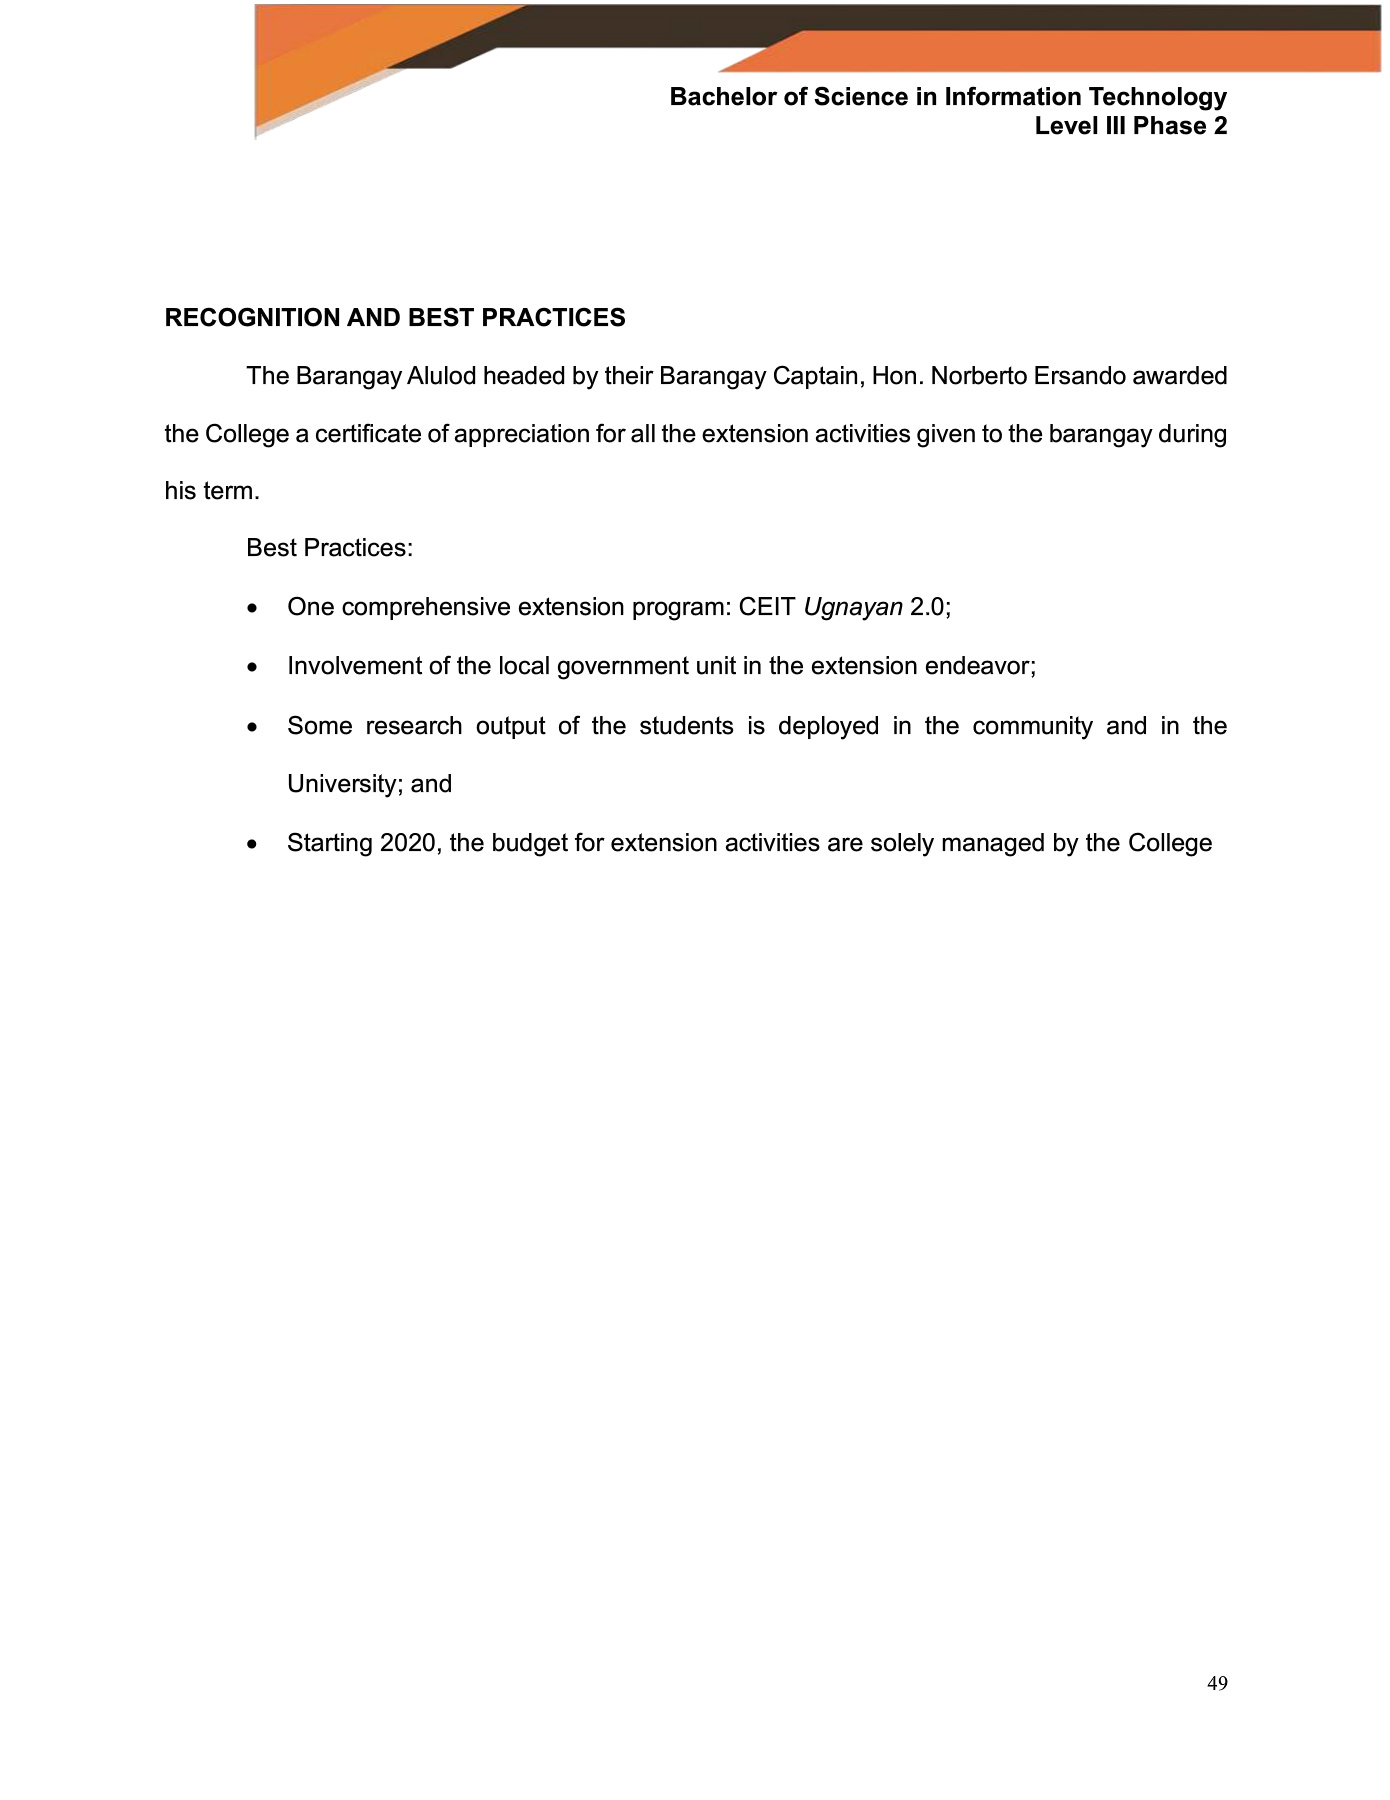 Bachelor of Science in Information Technology
Level III Phase 2
RECOGNITION AND BEST PRACTICES
The Barangay Alulod headed by their Barangay Captain, Hon. Norberto Ersando awarded
the College a certificate of appreciation for all the extension activities given to the barangay during
his term.
Best Practices:
• One comprehensive extension program: CEIT Ugnayan 2.0;
• Involvement of the local government unit in the extension endeavor;
• Some research output of the students is deployed in the community and in the
University; and
• Starting 2020, the budget for extension activities are solely managed by the College
49